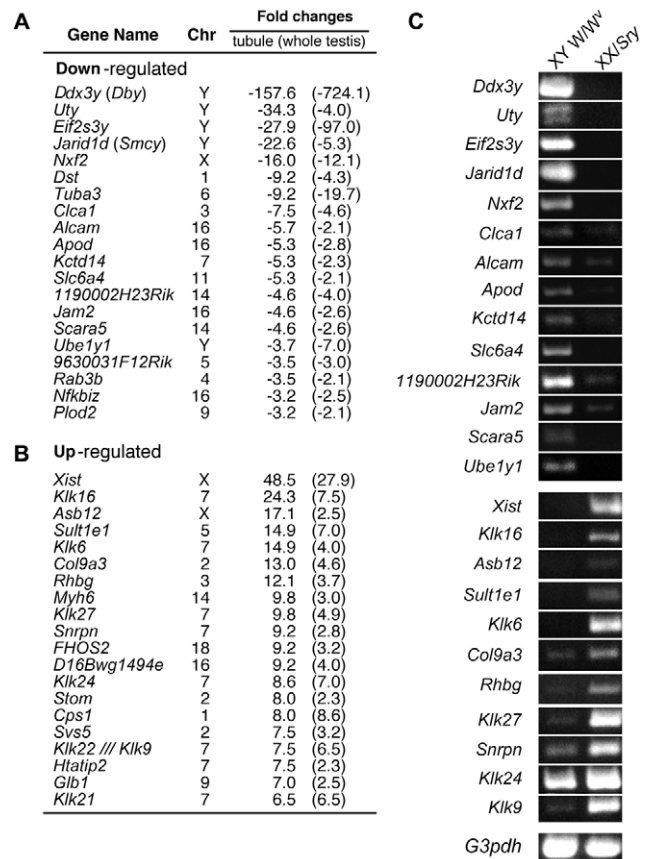 A
Gene Name Chr Fold changes
tubule (whole testis)
Down-regulated
Ddx3y (Dby) Y -157.6 (-724.1)
Uty Y -34.3 (-4.0)
Eif2s3y Y -27.9 (-97.0)
Jarid1d (Smcy) Y -22.6 (-5.3)
Nxf2 X -16.0 (-12.1)
Dst 1 -9.2 (-4.3)
Tuba3 6 -9.2 (-19.7)
Clca1 3 -7.5 (-4.6)
Alcam 16 -5.7 (-2.1)
Apod 16 -5.3 (-2.8)
Kctd14 7 -5.3 (-2.3)
Slc6a4 11 -5.3 (-2.1)
1190002H23Rik 14 -4.6 (-4.0)
Jam2 16 -4.6 (-2.6)
Scara5 14 -4.6 (-2.6)
Ube1y1 Y -3.7 (-7.0)
9630031F12Rik 5 -3.5 (-3.0)
Rab3b 4 -3.5 (-2.1)
Nfkbiz 16 -3.2 (-2.5)
Plod2 9 -3.2 (-2.1)
B Up-regulated
Xist X 48.5 (27.9)
Klk16 7 24.3 (7.5)
Asb12 X 17.1 (2.5)
Sult1e1 5 14.9 (7.0)
Klk6 7 14.9 (4.0)
Col9a3 2 13.0 (4.6)
Rhbg 3 12.1 (3.7)
Myh6 14 9.8 (3.0)
Klk27 7 9.8 (4.9)
Snrpn 7 9.2 (2.8)
FHOS2 18 9.2 (3.2)
D16Bwg1494e 16 9.2 (4.0)
Klk24 7 8.6 (7.0)
Stom 2 8.0 (2.3)
Cps1 1 8.0 (8.6)
Svs5 2 7.5 (3.2)
Klk22 /// Klk9 7 7.5 (6.5)
Htatip2 7 7.5 (2.3)
Glb1 9 7.0 (2.5)
Klk21 7 6.5 (6.5)
C
XY W/Wv XX/Sry
Ddx3y
Uty
Eif2s3y
Jarid1d
Nxf2
Clca1
Alcam
Apod
Kctd14
Slc6a4
1190002H23Rik
Jam2
Scara5
Ube1y1
Xist
Klk16
Asb12
Sult1e1
Klk6
Col9a3
Rhbg
Klk27
Snrpn
Klk24
Klk9
G3pdh